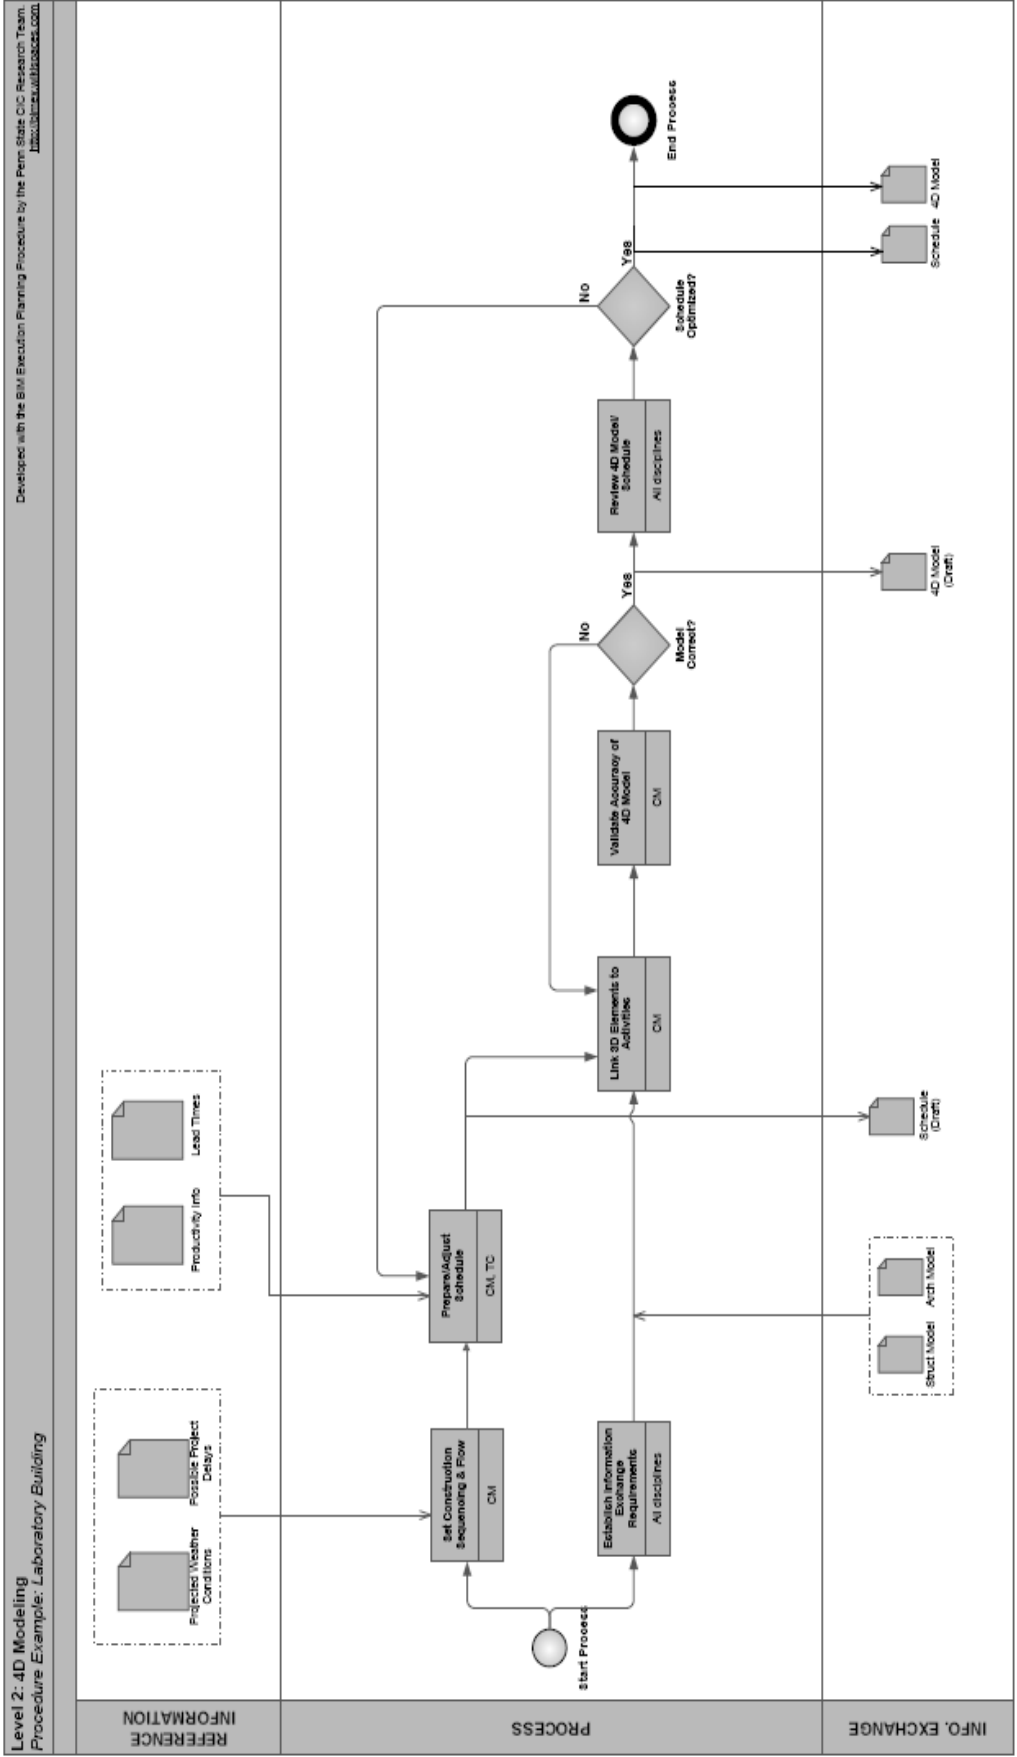 Level 2: 4D Modeling
Procedure Example: Laboratory Building
Developed with the BIM Execution Planning Procedure by the Penn State CIC Research Team.
http://bimex.wikispaces.com
REFERENCE
INFORMATION
Projected Weather
Conditions
Possible Project
Delays
Productivity Info
Lead Times
PROCESS
Start Process
Set Construction
Sequencing & Flow
CM
Prepare/Adjust
Schedule
CM, TC
Establish Information
Exchange
Requirements
All disciplines
Link 3D Elements to
Activities
CM
Validate Accuracy of
4D Model
CM
Model
Correct?
No
Yes
Review 4D Model/
Schedule
All disciplines
Schedule
Optimized?
No
Yes
End Process
INFO. EXCHANGE
Struct Model
Arch Model
Schedule
(Draft)
4D Model
(Draft)
Schedule
4D Model